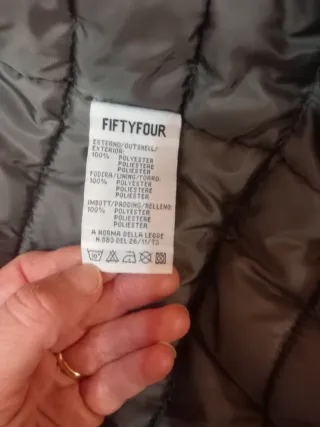 FIFTYFOUR
ESTERNO/OUTSHELL/
EXTERIOR:
100% POLYESTER
POLIESTERE
POLIESTER
FODERA/LINING/FORRO:
100% POLYESTER
POLIESTERE
POLIESTER
IMBOTT/PADDING/RELLENO:
100% POLYESTER
POLIESTERE
POLIESTER
A NORMA DELLA LEGGE
N.883 DEL 26/11/73